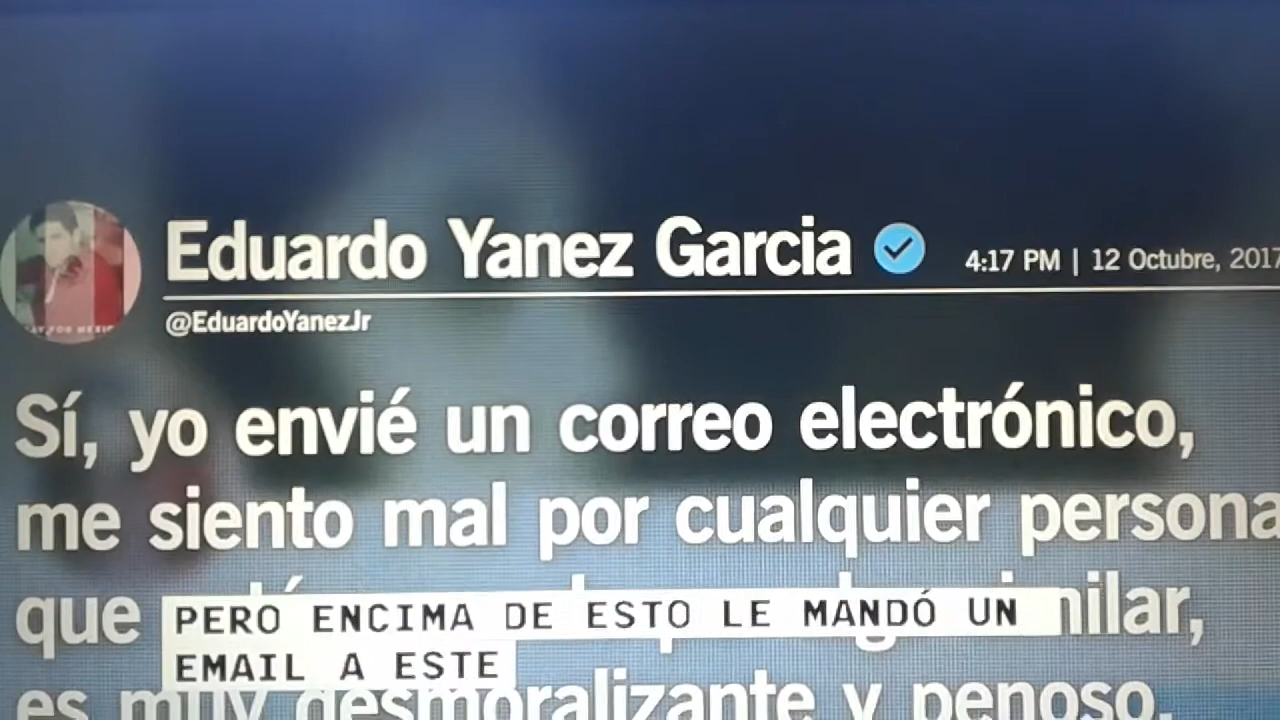 Eduardo Yanez Garcia
4:17 PM | 12 Octubre, 2017
@EduardoYanezJr
Sí, yo envié un correo electrónico,
me siento mal por cualquier persona
que
PERO ENCIMA DE ESTO LE MANDÓ UN
EMAIL A ESTE
es muy desmoralizante y penoso.